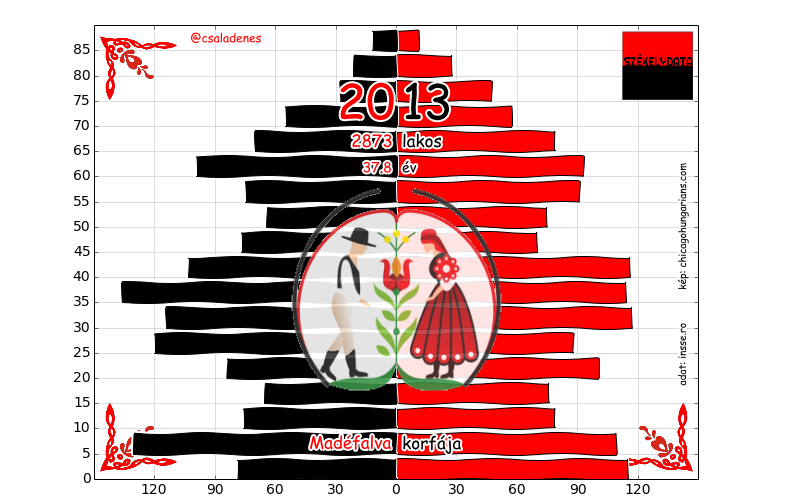 @csaladenes
SZÉKELYDATA
2013
2873 lakos
37.8 év
kép: chicagohungarians.com
adat: insse.ro
Madéfalva korfája
85
80
75
70
65
60
55
50
45
40
35
30
25
20
15
10
5
0
120 90 60 30 0 30 60 90 120